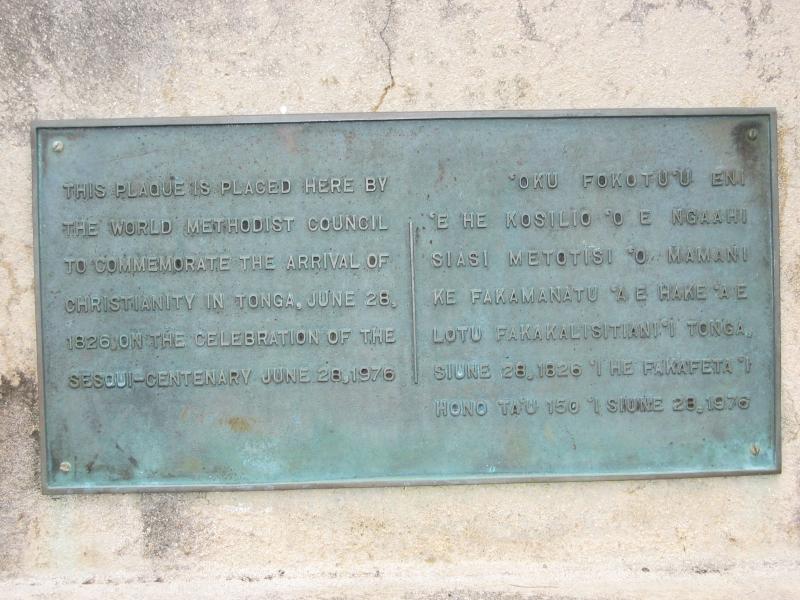 THIS PLAQUE IS PLACED HERE BY
THE WORLD METHODIST COUNCIL
TO COMMEMORATE THE ARRIVAL OF
CHRISTIANITY IN TONGA, JUNE 28,
1826, ON THE CELEBRATION OF THE
SESQUI-CENTENARY JUNE 28, 1976
'OKU FOKOTU'U ENI
'E HE KOSILIO 'O E NGAAHI
SIASI METOTISI 'O MAMANI
KE FAKAMANATU 'A E HAKE 'A E
LOTU FAKAKALISITIANI 'I TONGA,
SIUNE 28, 1826 'I HE FAKAFETA'I
HONO TA'U 150 'I SIUNE 28, 1976